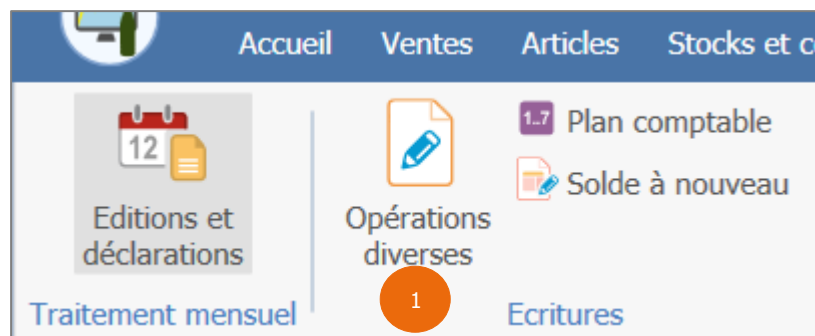 Accueil Ventes Articles Stocks et c
12
Editions et
déclarations
Traitement mensuel
Opérations
diverses
1
1..7 Plan comptable
Solde à nouveau
Ecritures